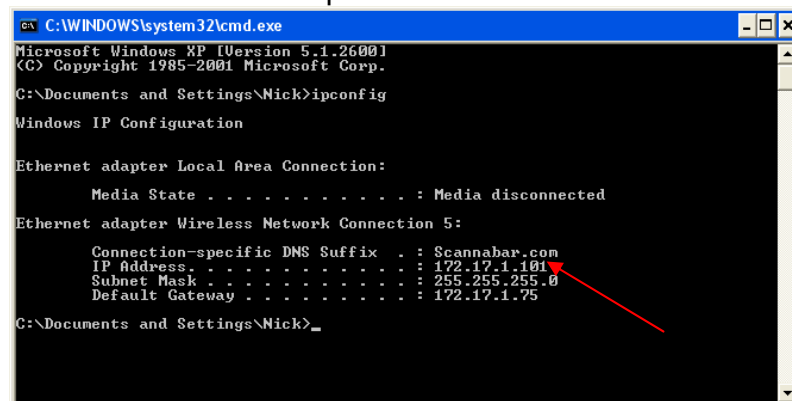 C:\WINDOWS\system32\cmd.exe
Microsoft Windows XP [Version 5.1.2600]
(C) Copyright 1985-2001 Microsoft Corp.
C:\Documents and Settings\Nick>ipconfig
Windows IP Configuration
Ethernet adapter Local Area Connection:
Media State . . . . . . . . . . . : Media disconnected
Ethernet adapter Wireless Network Connection 5:
Connection-specific DNS Suffix . : Scannabar.com
IP Address. . . . . . . . . . . . : 172.17.1.101
Subnet Mask . . . . . . . . . . . : 255.255.255.0
Default Gateway . . . . . . . . . : 172.17.1.75
C:\Documents and Settings\Nick>_